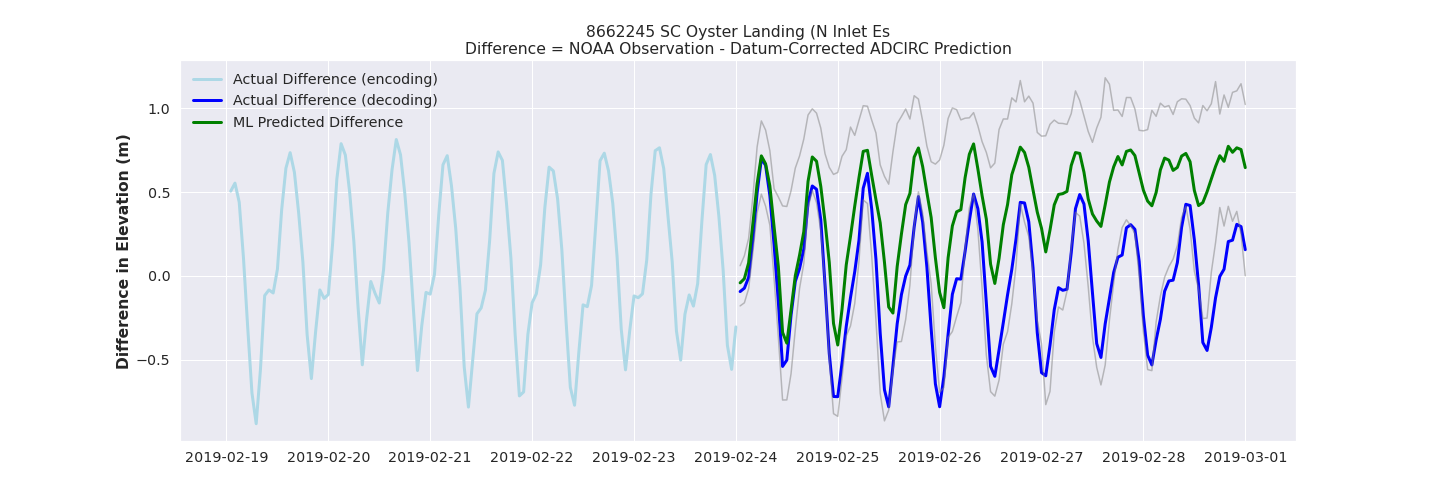 8662245 SC Oyster Landing (N Inlet Es
Difference = NOAA Observation - Datum-Corrected ADCIRC Prediction
Actual Difference (encoding)
Actual Difference (decoding)
ML Predicted Difference
Difference in Elevation (m)
1.0
0.5
0.0
−0.5
2019-02-19 2019-02-20 2019-02-21 2019-02-22 2019-02-23 2019-02-24 2019-02-25 2019-02-26 2019-02-27 2019-02-28 2019-03-01